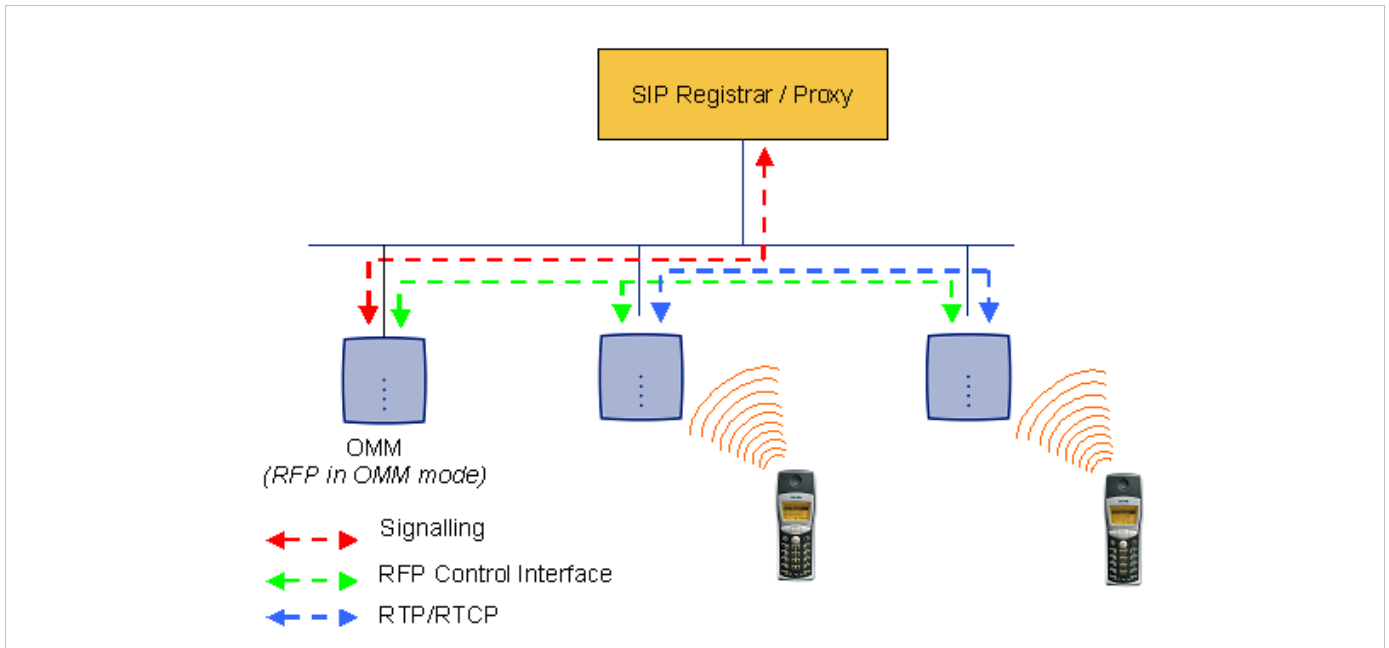 SIP Registrar / Proxy
OMM
(RFP in OMM mode)
Signalling
RFP Control Interface
RTP/RTCP